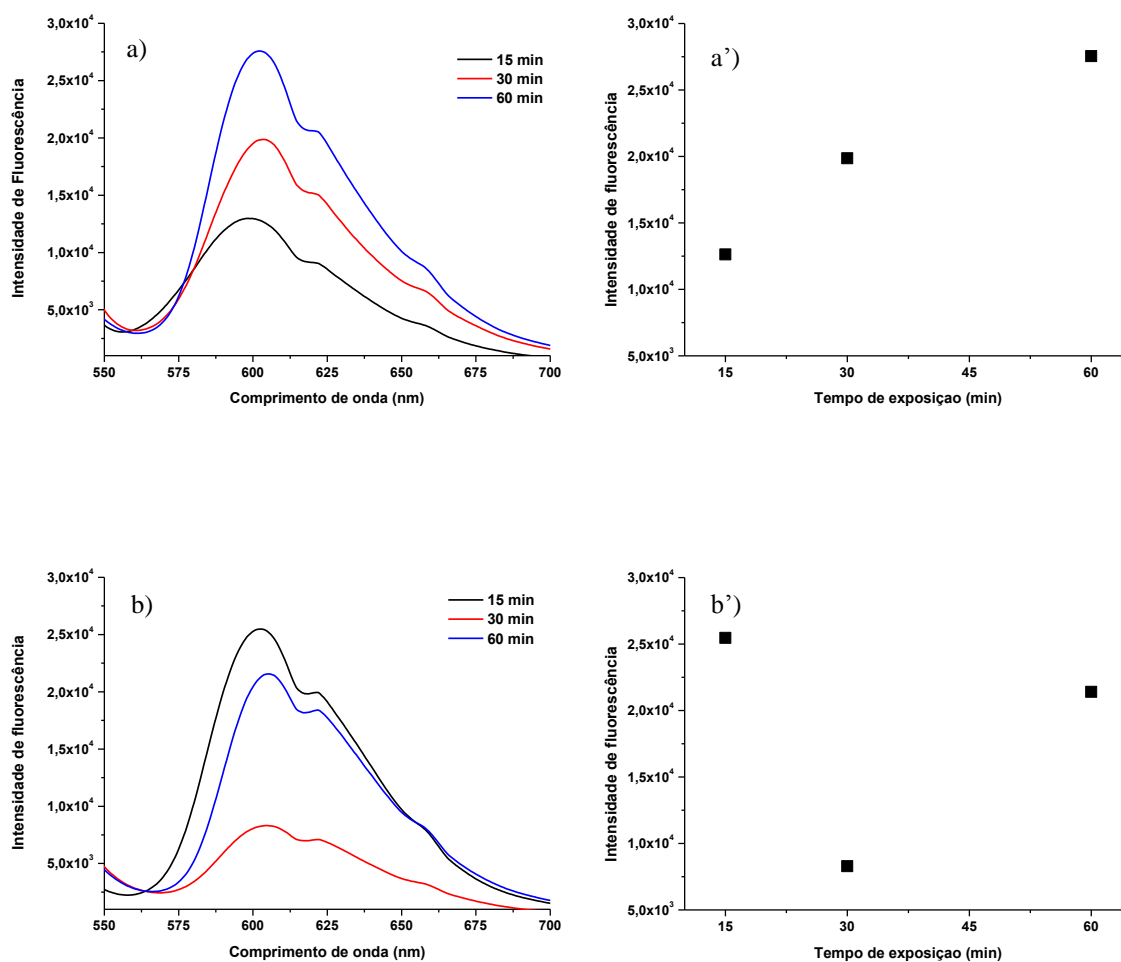 a)
Intensidade de Fluorescência
3,0x10⁴
2,5x10⁴
2,0x10⁴
1,5x10⁴
1,0x10⁴
5,0x10³
15 min
30 min
60 min
550 575 600 625 650 675 700
Comprimento de onda (nm)
a’)
Intensidade de fluorescência
3,0x10⁴
2,5x10⁴
2,0x10⁴
1,5x10⁴
1,0x10⁴
5,0x10³
15 30 45 60
Tempo de exposiçao (min)
b)
Intensidade de fluorescência
3,0x10⁴
2,5x10⁴
2,0x10⁴
1,5x10⁴
1,0x10⁴
5,0x10³
15 min
30 min
60 min
550 575 600 625 650 675 700
Comprimento de onda (nm)
b’)
Intensidade de fluorescência
3,0x10⁴
2,5x10⁴
2,0x10⁴
1,5x10⁴
1,0x10⁴
5,0x10³
15 30 45 60
Tempo de exposiçao (min)